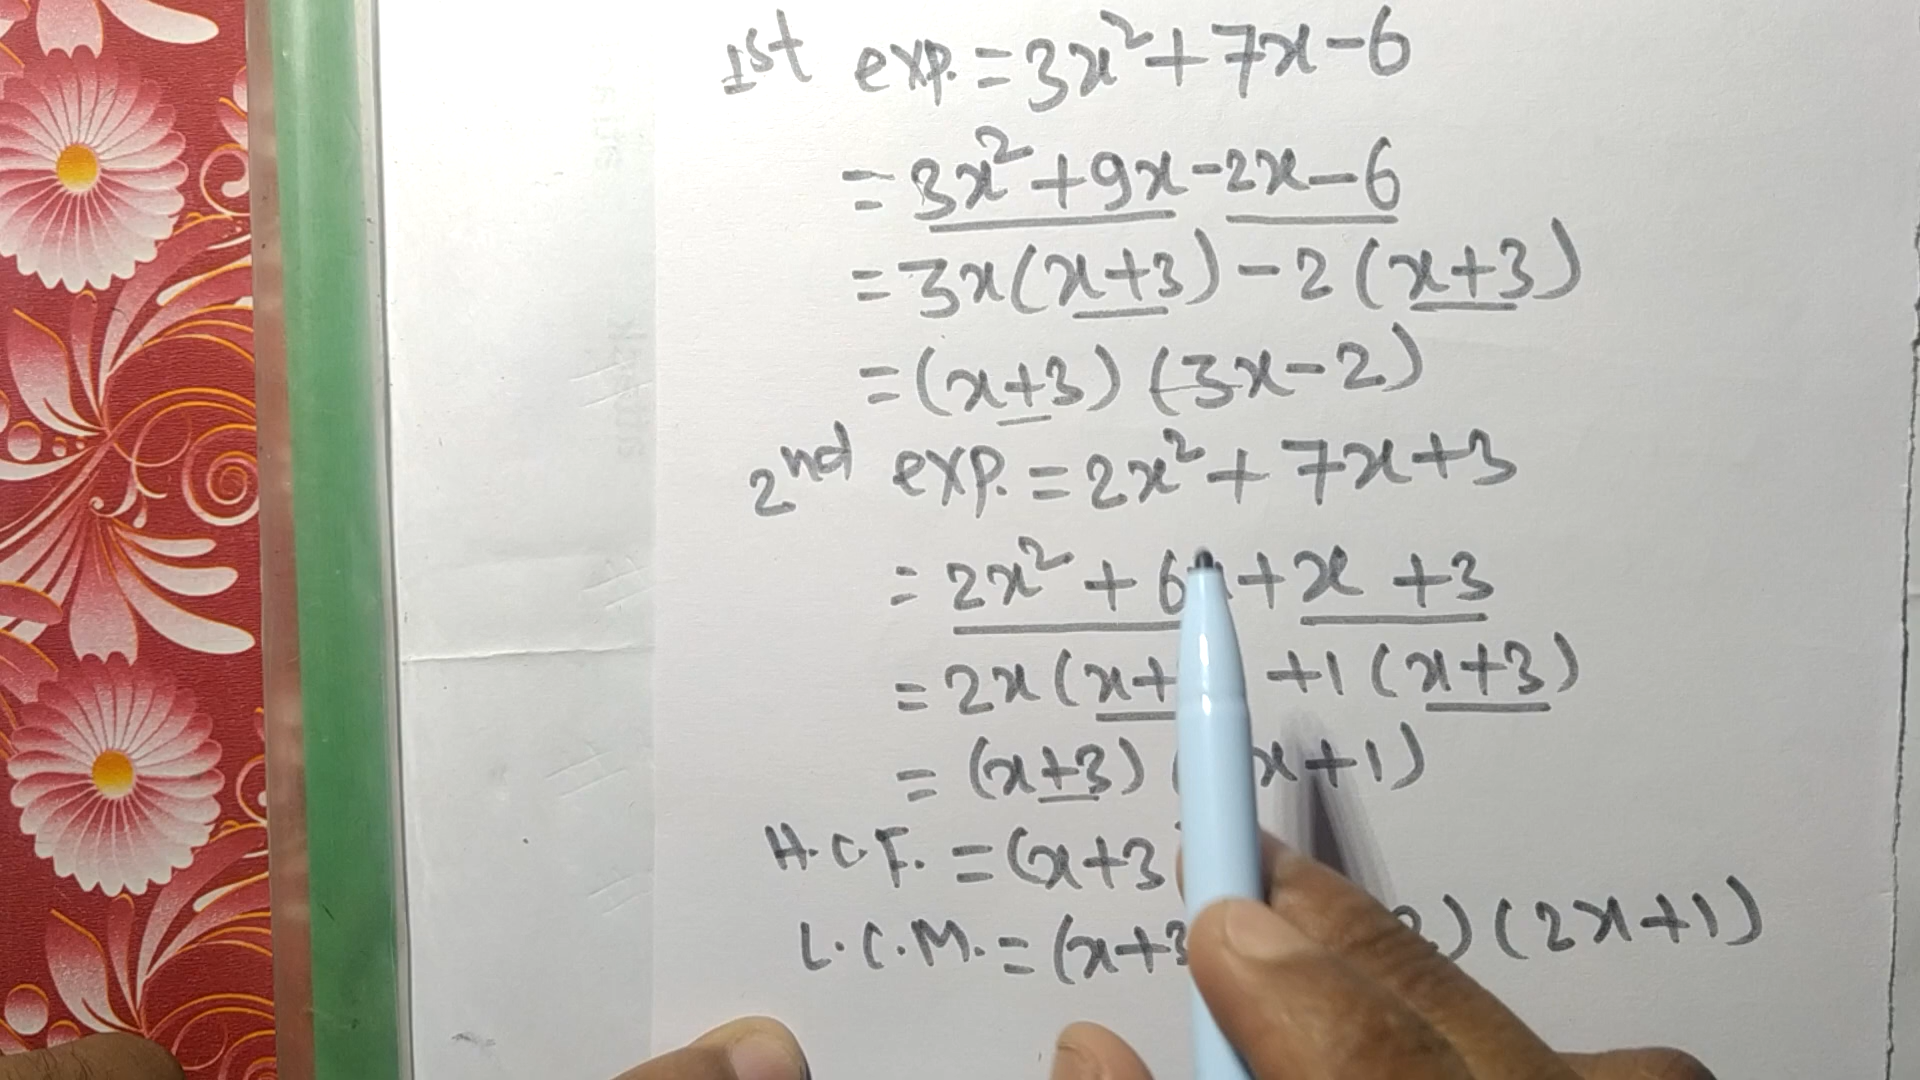 1st exp. = 3x² + 7x - 6
= 3x² + 9x - 2x - 6
= 3x (x+3) - 2 (x+3)
= (x+3) (3x-2)
2nd exp. = 2x² + 7x + 3
= 2x² + 6 + x + 3
= 2x (x+ +1 (x+3)
= (x+3) x+1)
H.C.F. = (x+3
L.C.M. = (x+3 ) (2x+1)